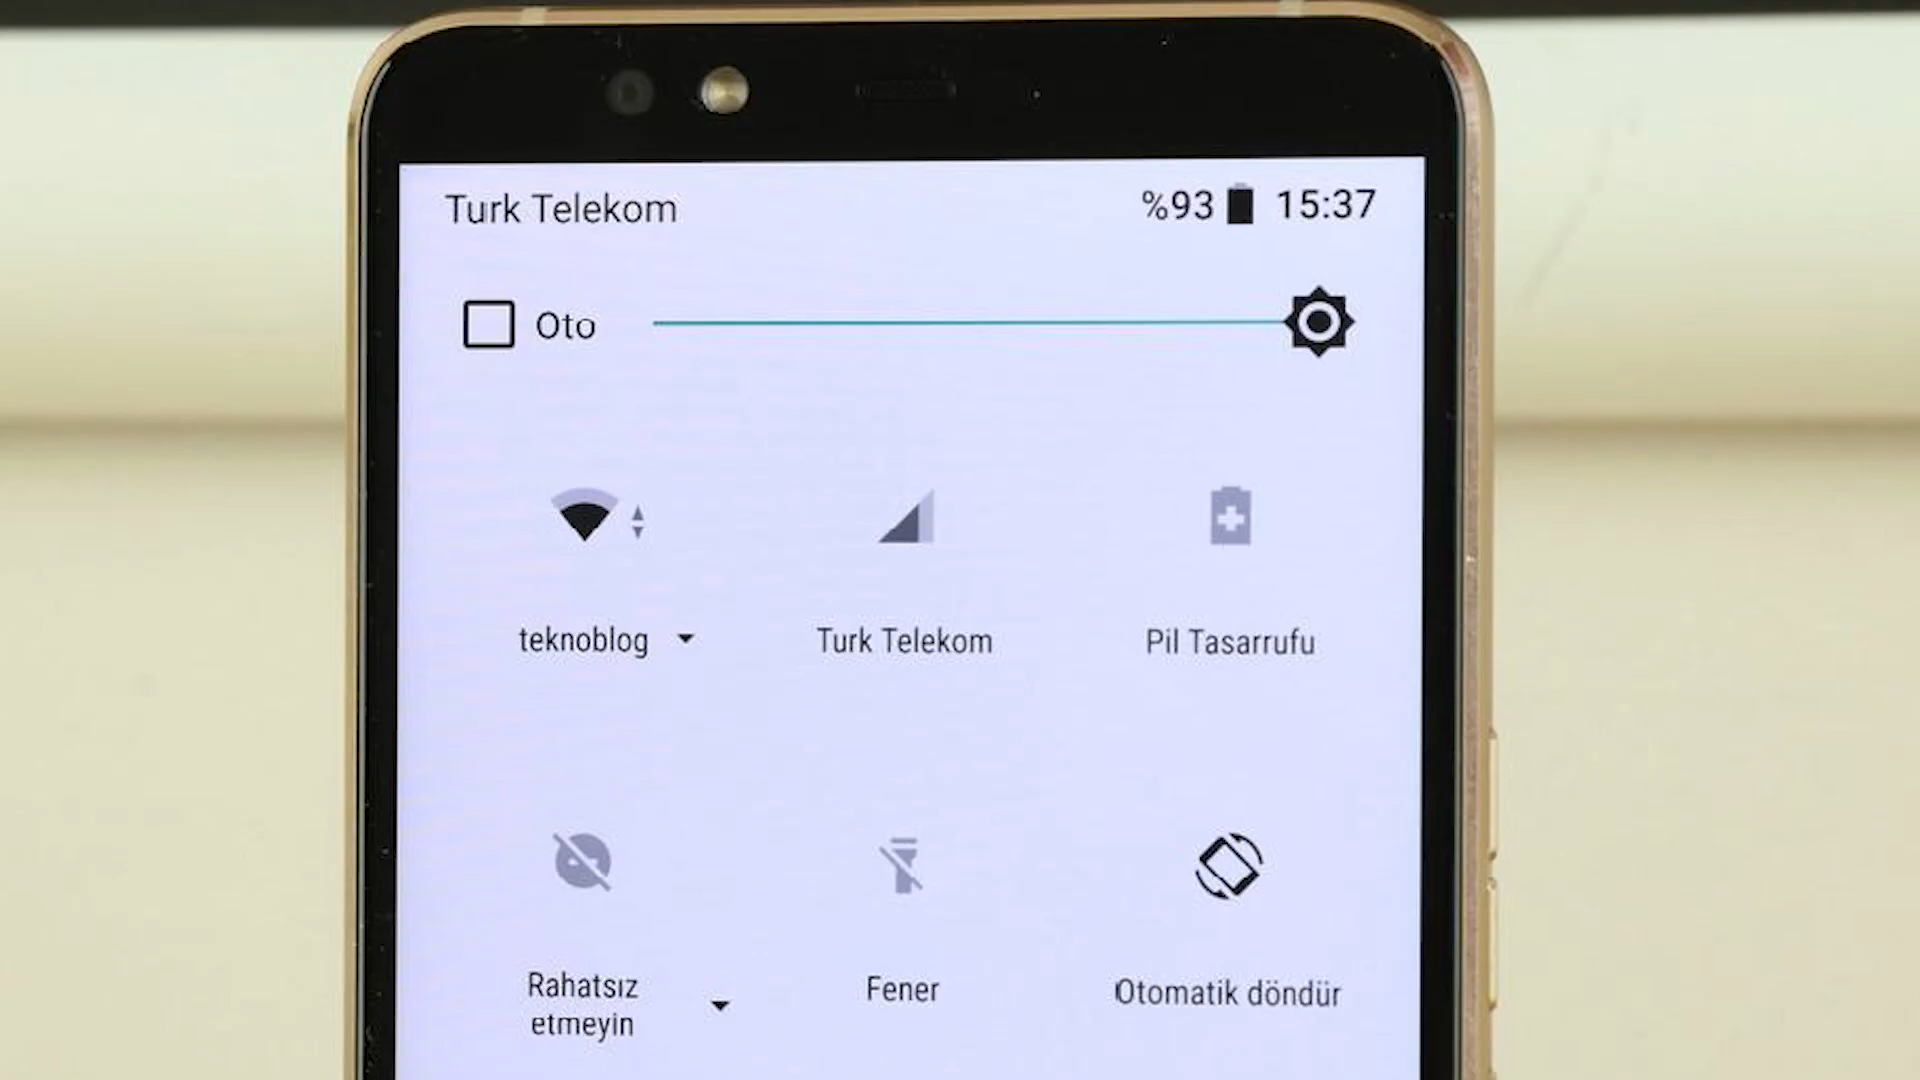 Turk Telekom %93 15:37
Oto
teknoblog Turk Telekom Pil Tasarrufu
Rahatsız
etmeyin
Fener
Otomatik döndür